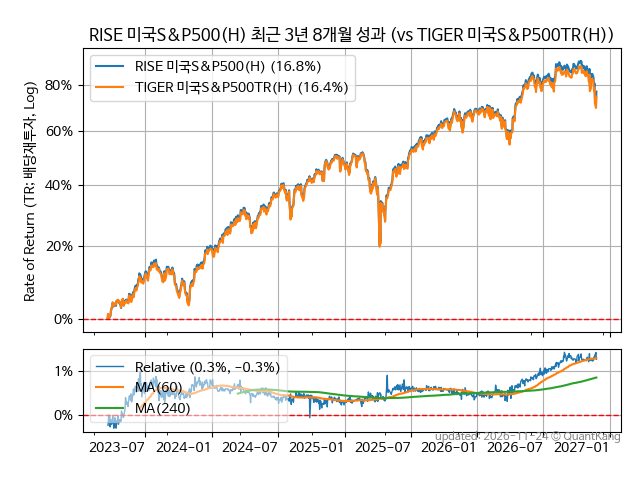 RISE 미국S&P500(H) 최근 3년 8개월 성과 (vs TIGER 미국S&P500TR(H))
RISE 미국S&P500(H) (16.8%)
TIGER 미국S&P500TR(H) (16.4%)
Rate of Return (TR: 배당재투자, Log)
80%
60%
40%
20%
0%
Relative (0.3%, −0.3%)
MA(60)
MA(240)
1%
0%
updated: 2026-11-24 © QuantKang
2023-07 2024-01 2024-07 2025-01 2025-07 2026-01 2026-07 2027-01